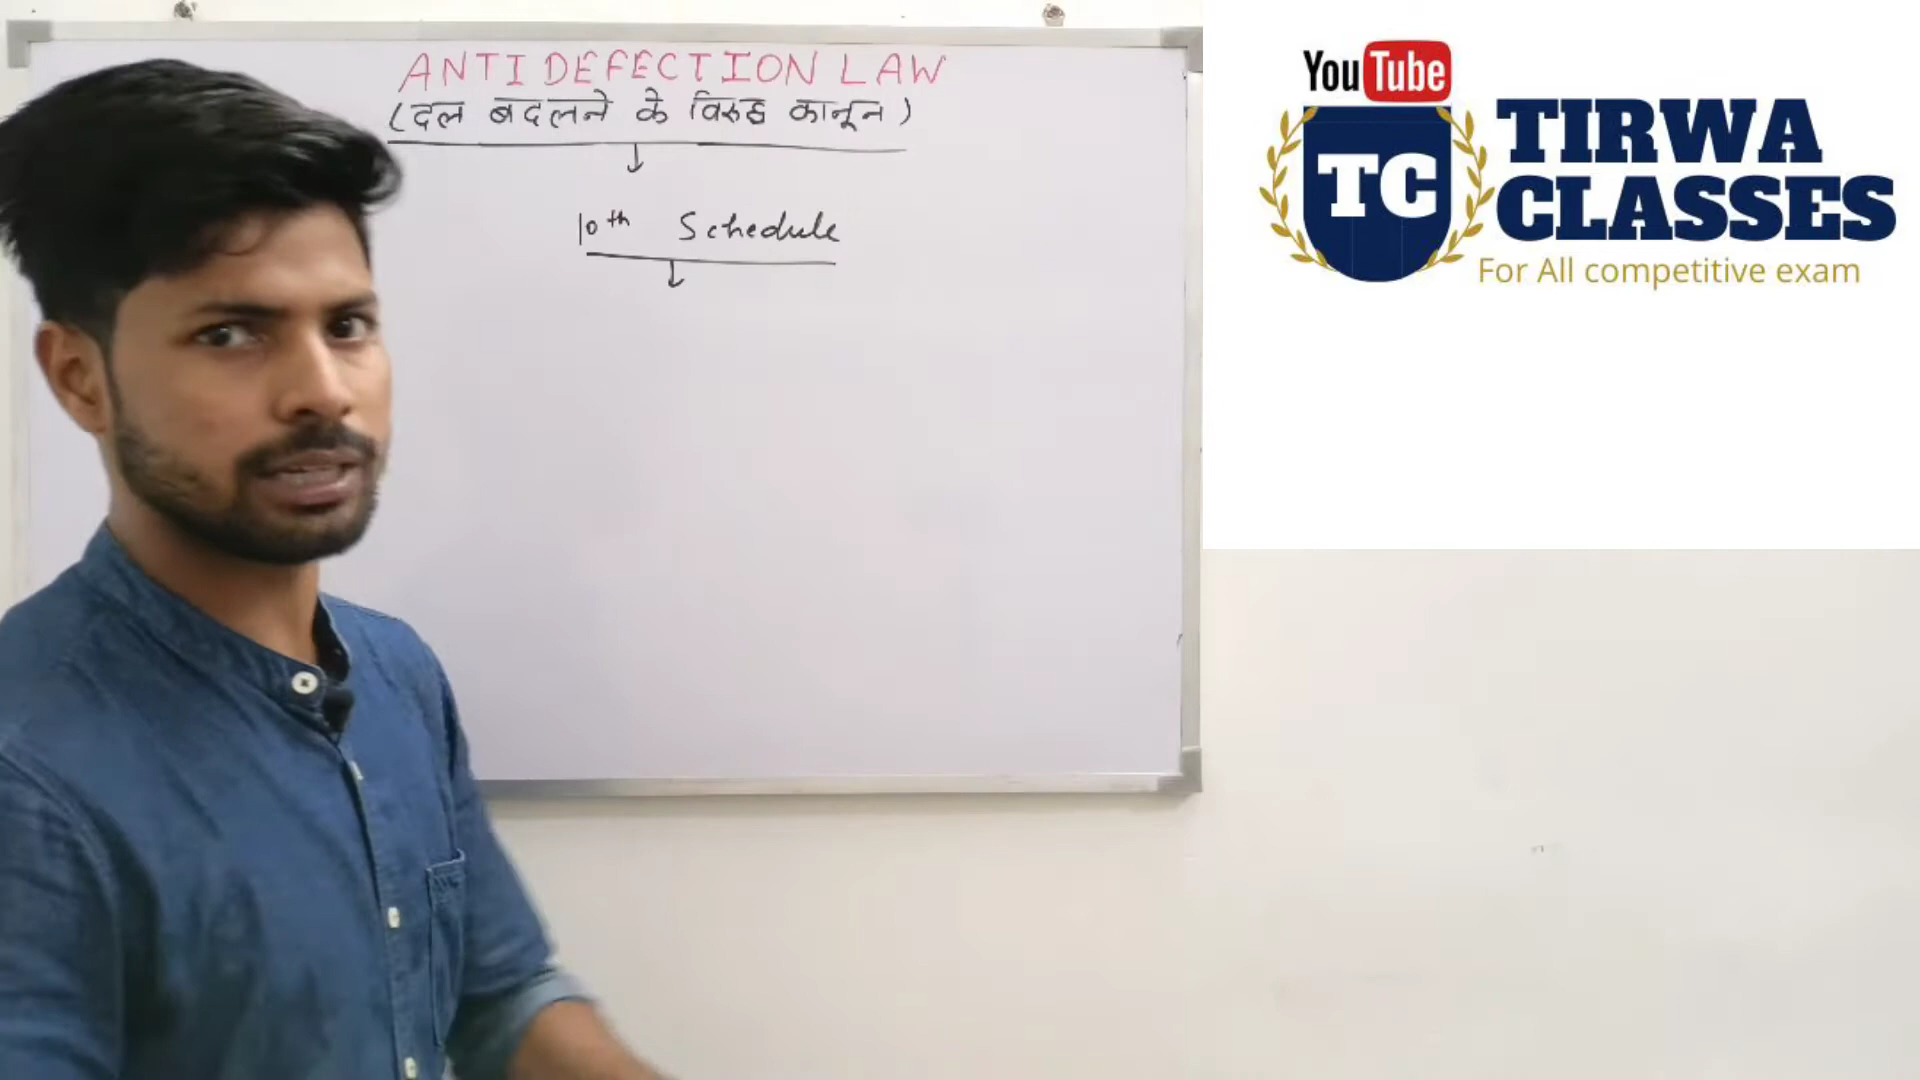 ANTI DEFECTION LAW
(दल बदलने के विरुद्ध कानून)
10th Schedule
YouTube
TC
TIRWA
CLASSES
For All competitive exam